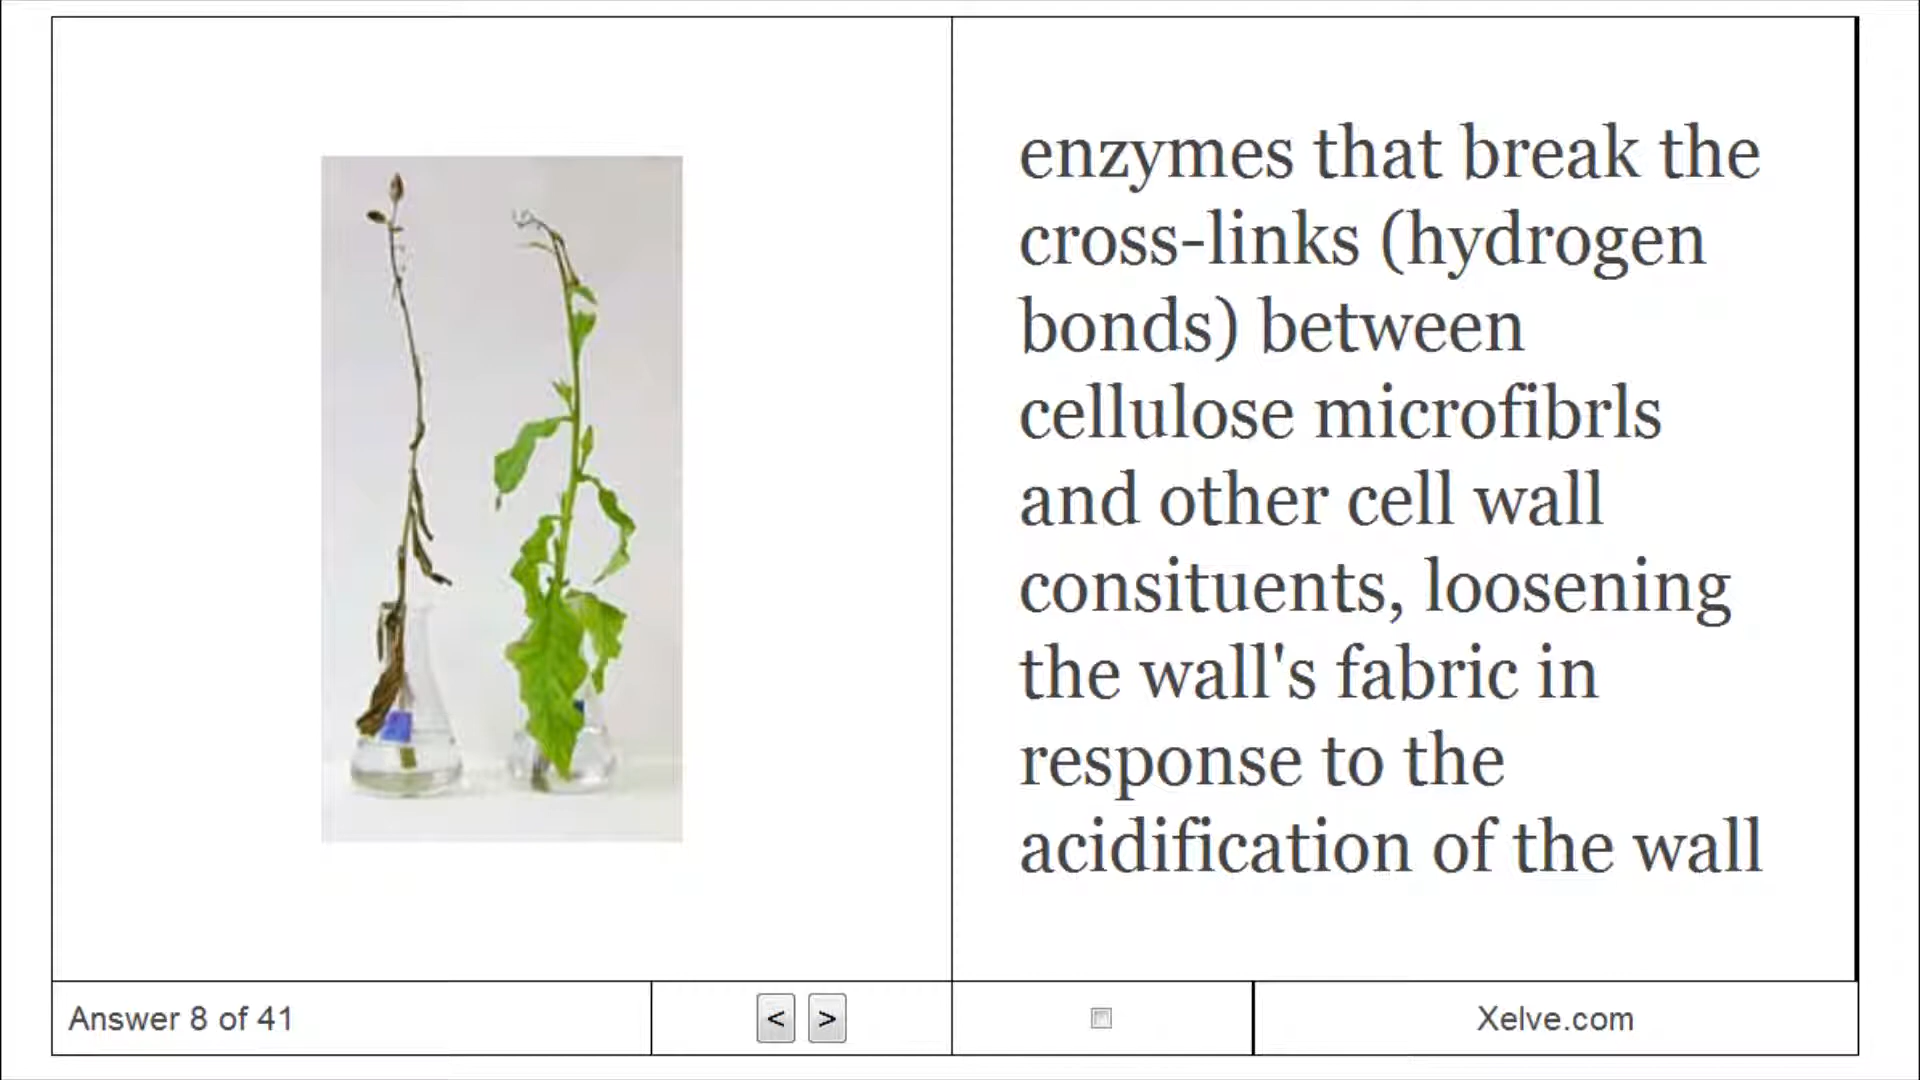 enzymes that break the
cross-links (hydrogen
bonds) between
cellulose microfibrls
and other cell wall
consituents, loosening
the wall's fabric in
response to the
acidification of the wall
Answer 8 of 41
<
>
Xelve.com